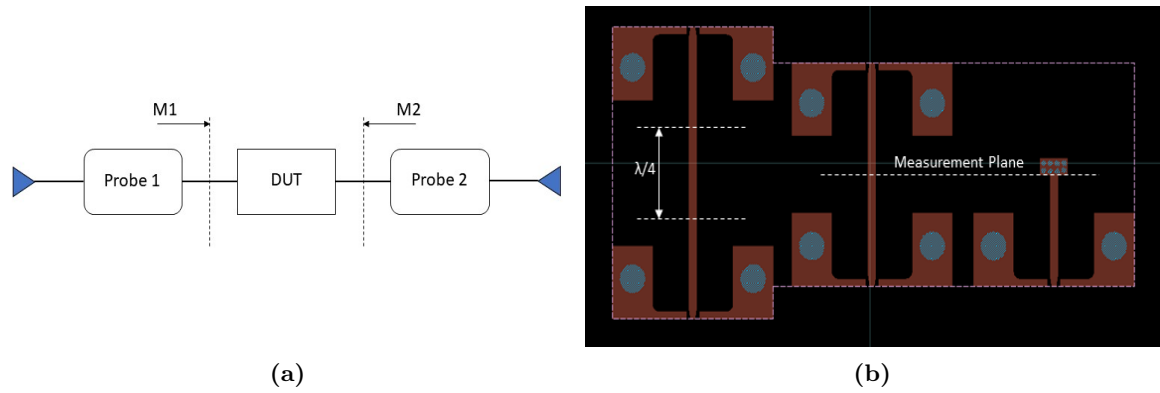 M1
M2
Probe 1
DUT
Probe 2
λ/4
Measurement Plane
(a)
(b)